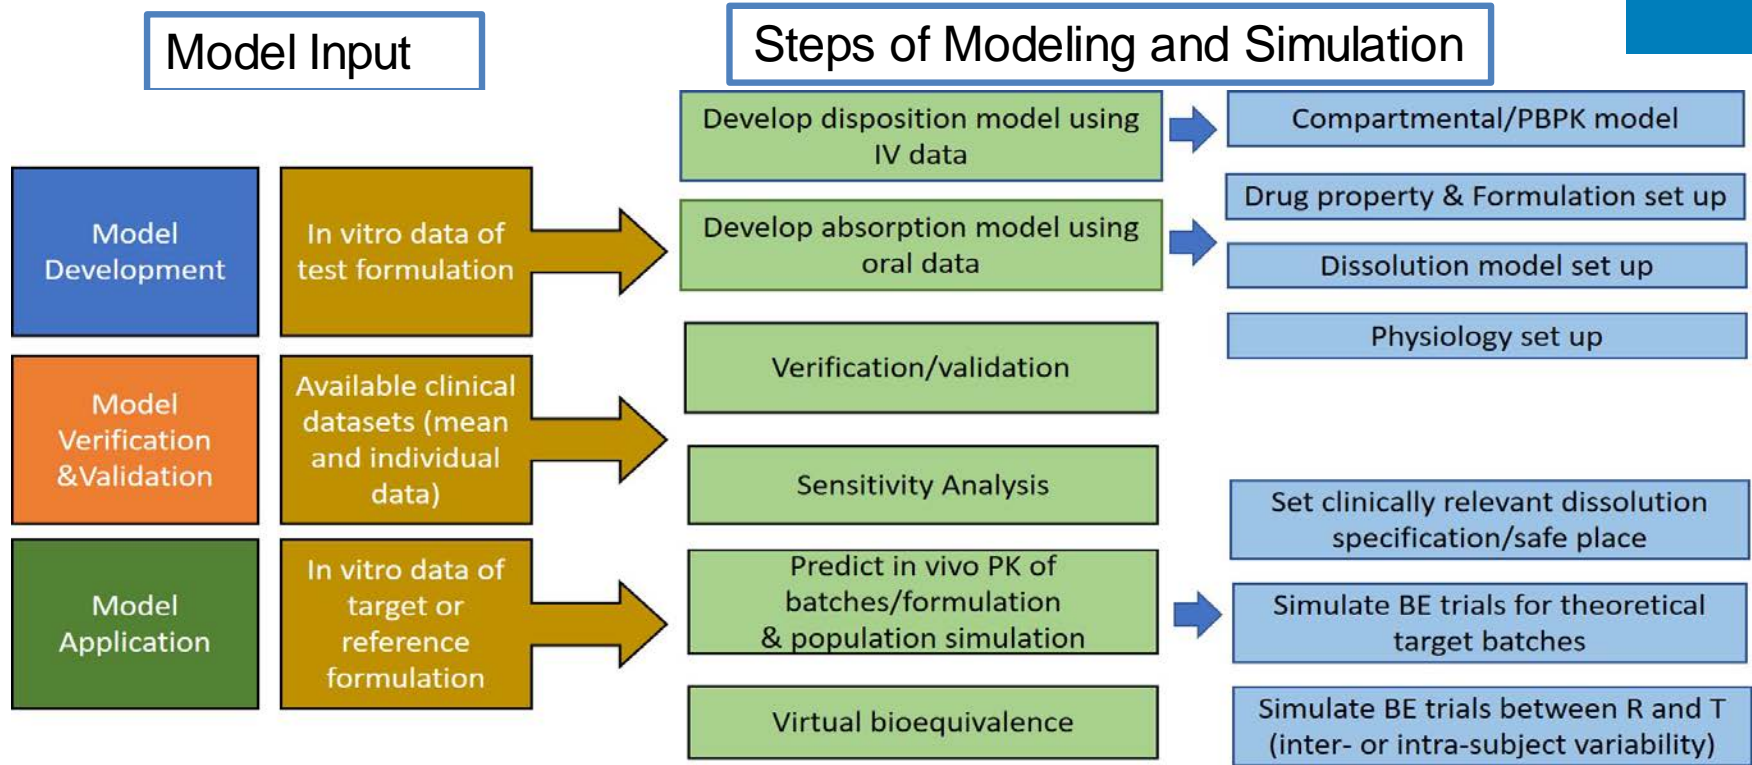 Model Input
Steps of Modeling and Simulation
Model
Development
In vitro data of
test formulation
Develop disposition model using
IV data
Compartmental/PBPK model
Develop absorption model using
oral data
Drug property & Formulation set up
Dissolution model set up
Physiology set up
Model
Verification
&Validation
Available clinical
datasets (mean
and individual
data)
Verification/validation
Sensitivity Analysis
Model
Application
In vitro data of
target or
reference
formulation
Predict in vivo PK of
batches/formulation
& population simulation
Virtual bioequivalence
Set clinically relevant dissolution
specification/safe place
Simulate BE trials for theoretical
target batches
Simulate BE trials between R and T
(inter- or intra-subject variability)